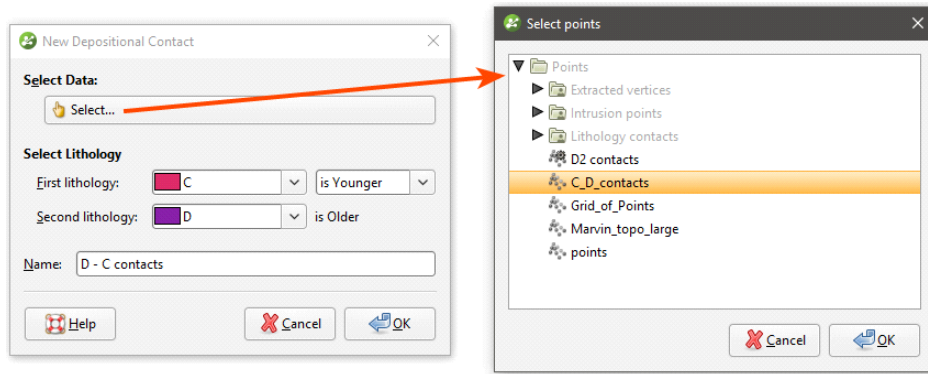 New Depositional Contact
Select Data:
Select...
Select Lithology
First lithology: C is Younger
Second lithology: D is Older
Name: D - C contacts
Help Cancel OK
Select points
Points
Extracted vertices
Intrusion points
Lithology contacts
D2 contacts
C_D_contacts
Grid_of_Points
Marvin_topo_large
points
Cancel OK